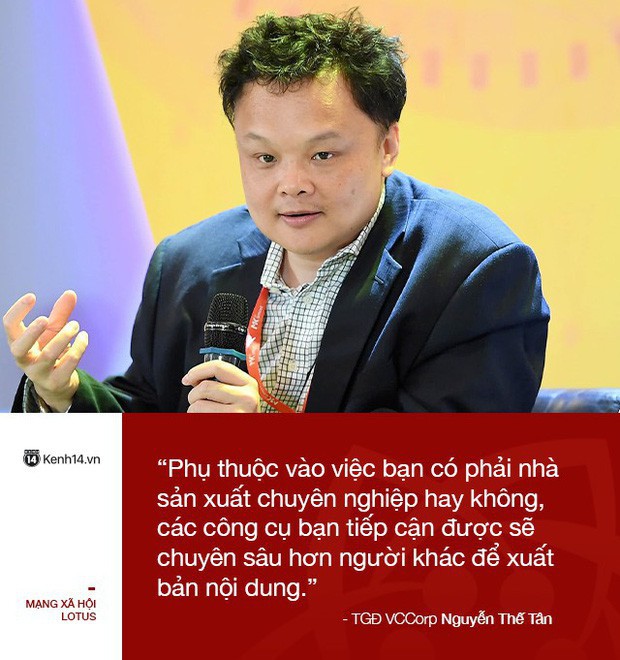 14 Kenh14.vn
MẠNG XÃ HỘI
LOTUS
“Phụ thuộc vào việc bạn có phải nhà
sản xuất chuyên nghiệp hay không,
các công cụ bạn tiếp cận được sẽ
chuyên sâu hơn người khác để xuất
bản nội dung.”
- TGĐ VCCorp Nguyễn Thế Tân